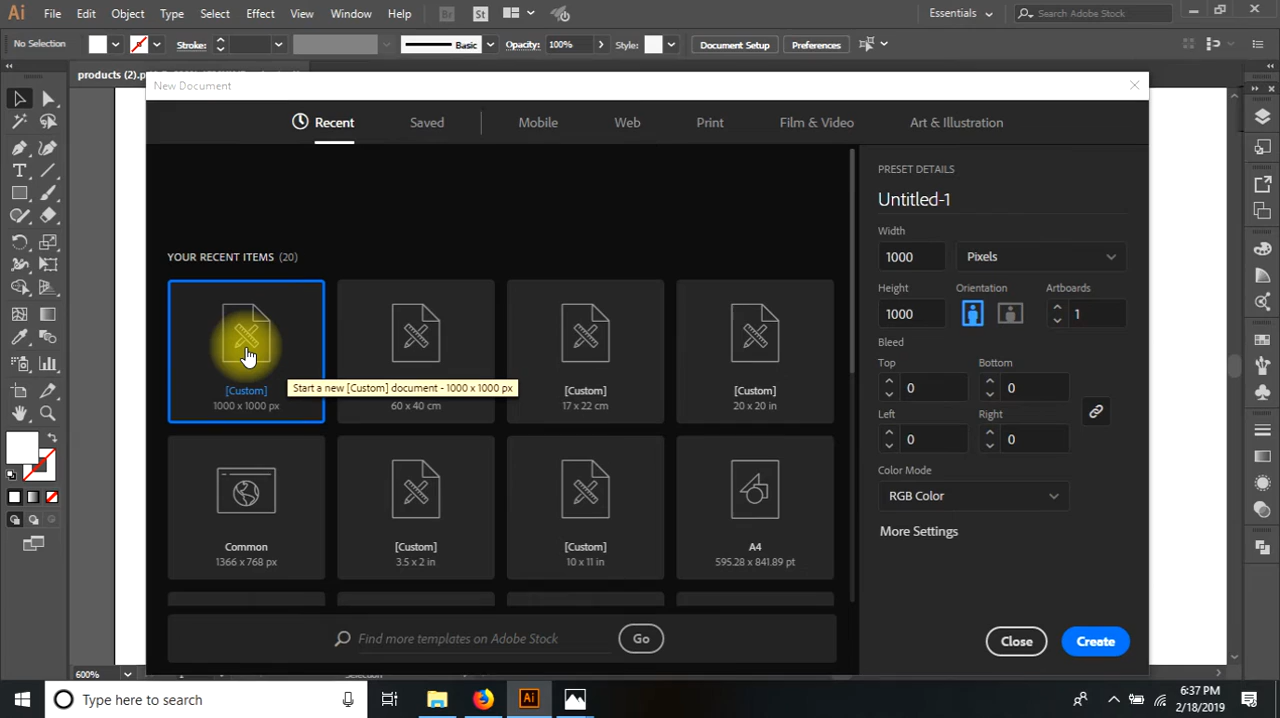 Ai File Edit Object Type Select Effect View Window Help Br St Essentials Search Adobe Stock
No Selection Stroke: Basic Opacity: 100% Style: Document Setup Preferences
New Document
Recent Saved Mobile Web Print Film & Video Art & Illustration
YOUR RECENT ITEMS (20)
[Custom]
1000 x 1000 px
Start a new [Custom] document - 1000 x 1000 px
60 x 40 cm
[Custom]
17 x 22 cm
[Custom]
20 x 20 in
Common
1366 x 768 px
[Custom]
3.5 x 2 in
[Custom]
10 x 11 in
A4
595.28 x 841.89 pt
Find more templates on Adobe Stock Go
PRESET DETAILS
Untitled-1
Width
1000 Pixels
Height Orientation Artboards
1000 1
Bleed
Top Bottom
0 0
Left Right
0 0
Color Mode
RGB Color
More Settings
Close Create
600%
Type here to search Ai 6:37 PM
2/18/2019